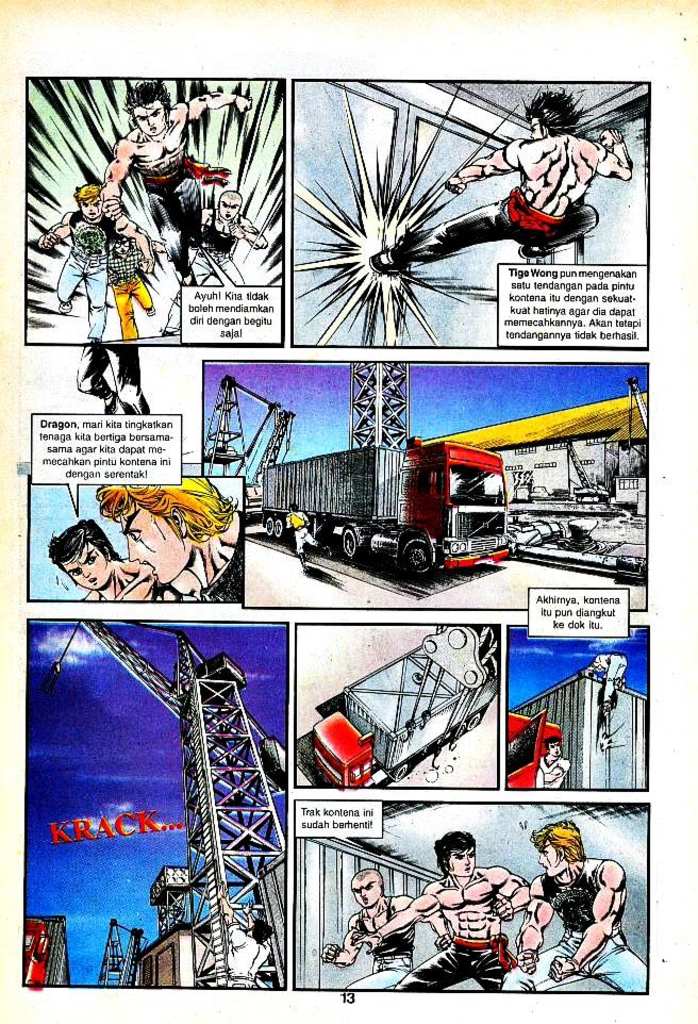 Ayuh! Kita tidak
boleh mendiamkan
diri dengan begitu
saja!
Tige Wong pun mengenakan
satu tendangan pada pintu
kontena itu dengan sekuat-
kuat hatinya agar dia dapat
memecahkannya. Akan tetapi
tendangannya tidak berhasil.
Dragon, mari kita tingkatkan
tenaga kita bertiga bersama-
sama agar kita dapat me-
mecahkan pintu kontena ini
dengan serentak!
Akhirnya, kontena
itu pun diangkut
ke dok itu.
KRACK...
Trak kontena ini
sudah berhenti!
13